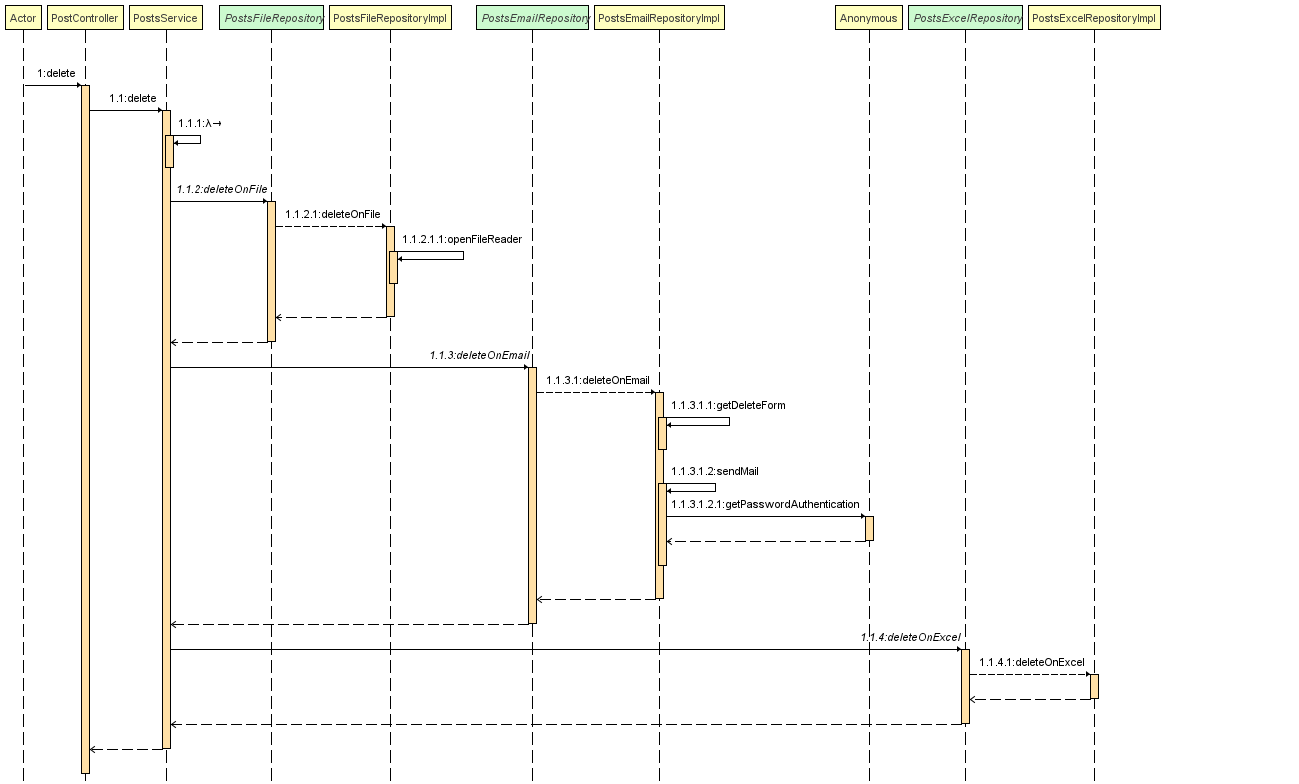 Actor PostController PostsService PostsFileRepository PostsFileRepositoryImpl PostsEmailRepository PostsEmailRepositoryImpl Anonymous PostsExcelRepository PostsExcelRepositoryImpl
1:delete
1.1:delete
1.1.1:λ→
1.1.2:deleteOnFile
1.1.2.1:deleteOnFile
1.1.2.1.1:openFileReader
1.1.3:deleteOnEmail
1.1.3.1:deleteOnEmail
1.1.3.1.1:getDeleteForm
1.1.3.1.2:sendMail
1.1.3.1.2.1:getPasswordAuthentication
1.1.4:deleteOnExcel
1.1.4.1:deleteOnExcel